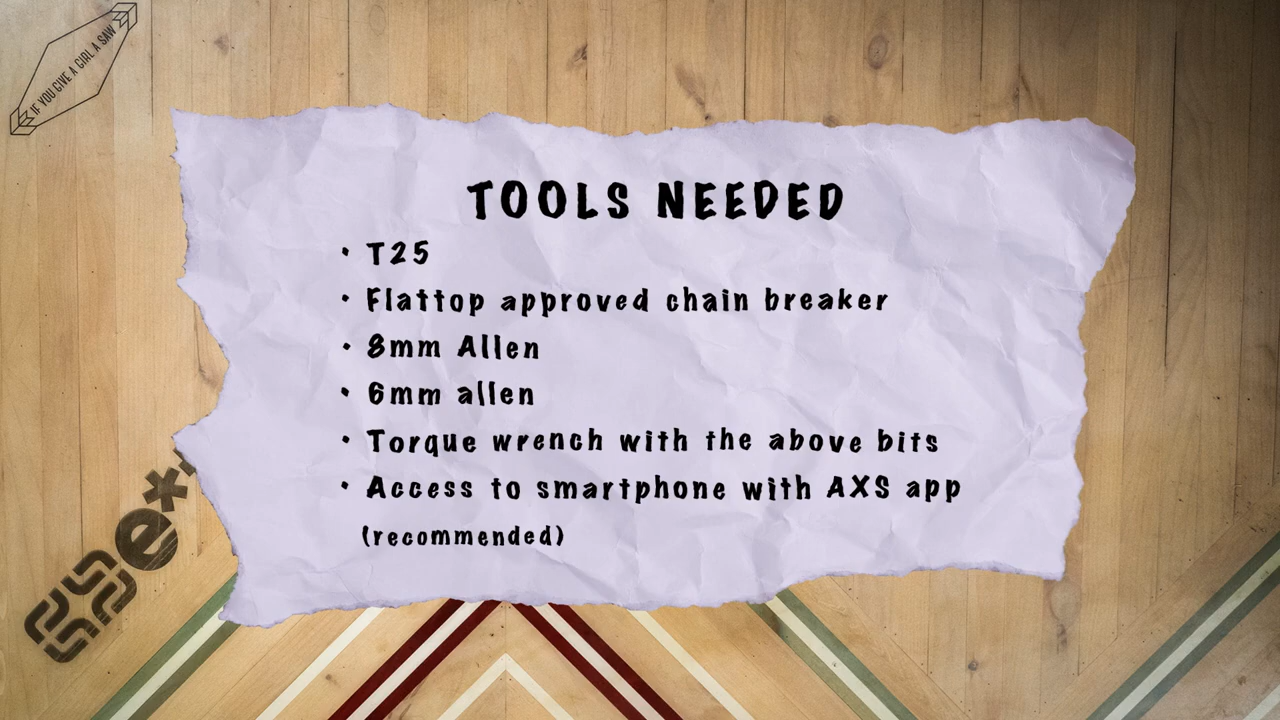 IF YOU GIVE A GIRL A SAW
TOOLS NEEDED
• T25
• Flattop approved chain breaker
• 8mm Allen
• 6mm allen
• Torque wrench with the above bits
• Access to smartphone with AXS app
(recommended)